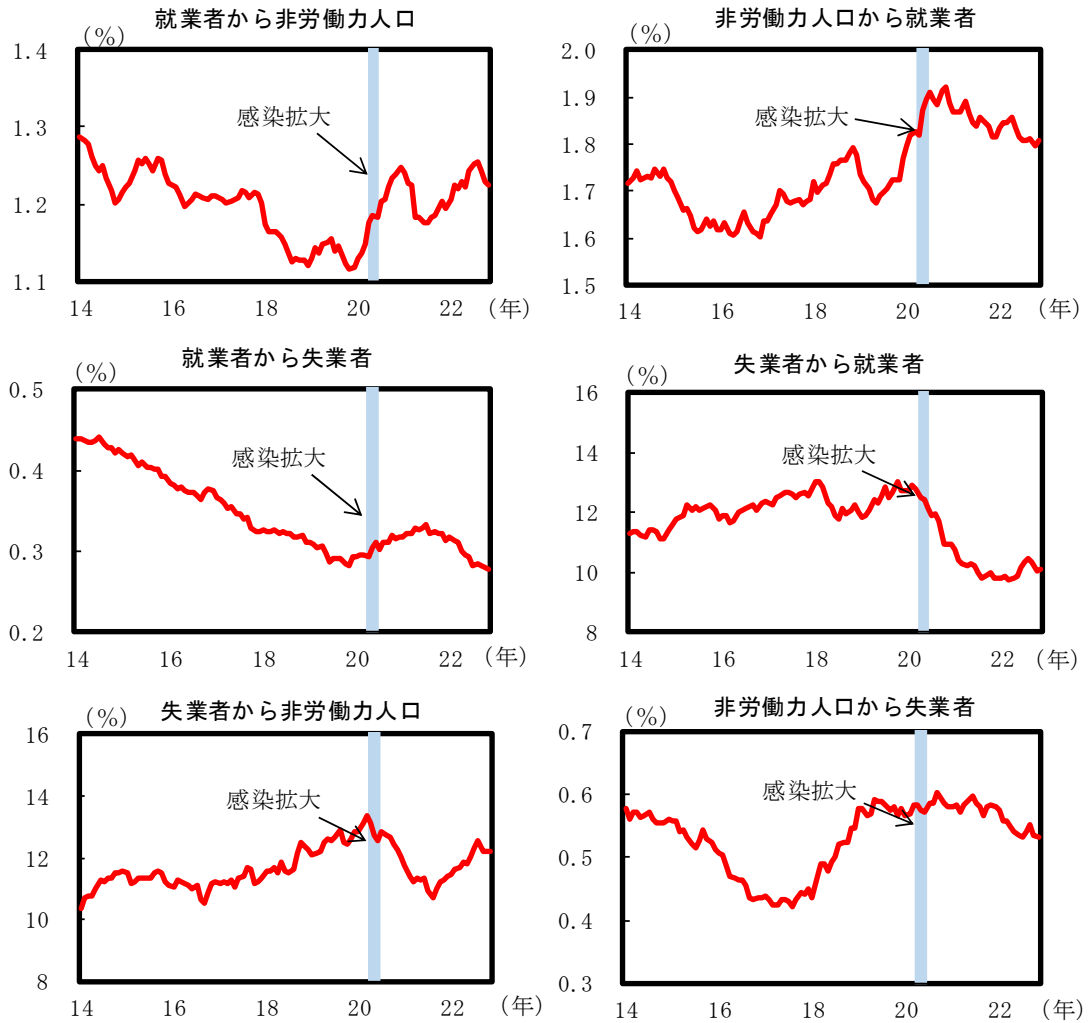 就業者から非労働力人口
(%)
1.4
1.3
1.2
1.1
感染拡大
14 16 18 20 22 (年)
非労働力人口から就業者
(%)
2.0
1.9
1.8
1.7
1.6
1.5
感染拡大
14 16 18 20 22 (年)
就業者から失業者
(%)
0.5
0.4
0.3
0.2
感染拡大
14 16 18 20 22 (年)
失業者から就業者
(%)
16
14
12
10
8
感染拡大
14 16 18 20 22 (年)
失業者から非労働力人口
(%)
16
14
12
10
8
感染拡大
14 16 18 20 22 (年)
非労働力人口から失業者
(%)
0.7
0.6
0.5
0.4
0.3
感染拡大
14 16 18 20 22 (年)